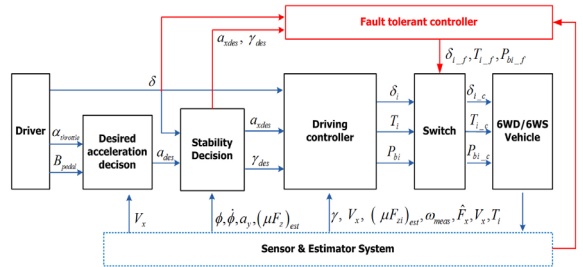 Fault tolerant controller
a_xdes, γ_des
δ_i_f, T_i_f, P_bi_f
δ
Driver
α_throttle
B_pedal
Desired acceleration decison
a_des
Stability Decision
a_xdes
γ_des
Driving controller
δ_i
T_i
P_bi
Switch
δ_i_c
T_i_c
P_bi_c
6WD/6WS Vehicle
V_x
ϕ, ϕ̇, a_y, (μF_z)_est
γ, V_x, (μF_zi)_est, ω_meas, F̂_x, V_x, T_i
Sensor & Estimator System